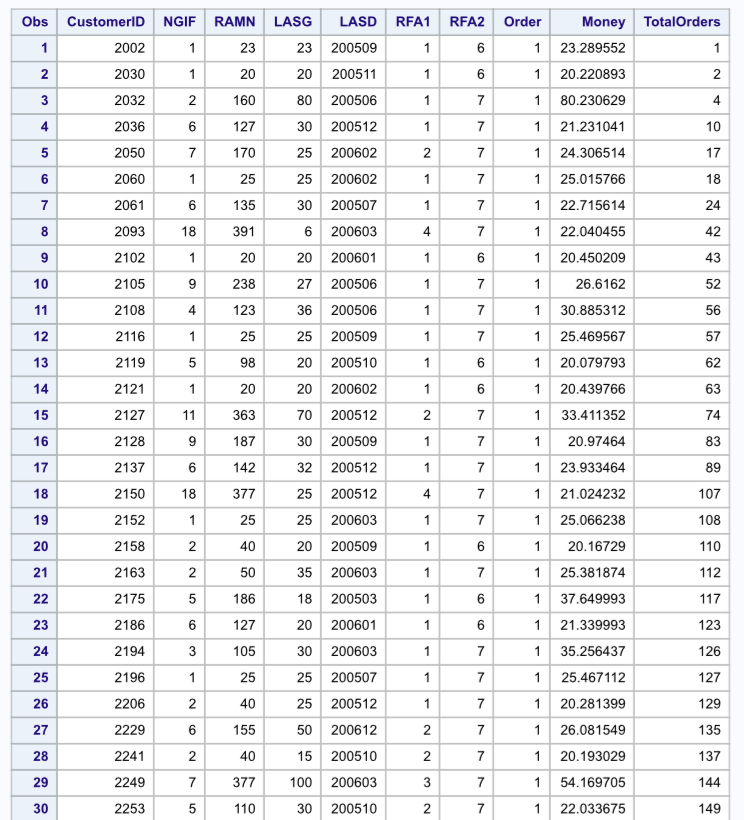 Obs CustomerID NGIF RAMN LASG LASD RFA1 RFA2 Order Money TotalOrders
1 2002 1 23 23 200509 1 6 1 23.289552 1
2 2030 1 20 20 200511 1 6 1 20.220893 2
3 2032 2 160 80 200506 1 7 1 80.230629 4
4 2036 6 127 30 200512 1 7 1 21.231041 10
5 2050 7 170 25 200602 2 7 1 24.306514 17
6 2060 1 25 25 200602 1 7 1 25.015766 18
7 2061 6 135 30 200507 1 7 1 22.715614 24
8 2093 18 391 6 200603 4 7 1 22.040455 42
9 2102 1 20 20 200601 1 6 1 20.450209 43
10 2105 9 238 27 200506 1 7 1 26.6162 52
11 2108 4 123 36 200506 1 7 1 30.885312 56
12 2116 1 25 25 200509 1 7 1 25.469567 57
13 2119 5 98 20 200510 1 6 1 20.079793 62
14 2121 1 20 20 200602 1 6 1 20.439766 63
15 2127 11 363 70 200512 2 7 1 33.411352 74
16 2128 9 187 30 200509 1 7 1 20.97464 83
17 2137 6 142 32 200512 1 7 1 23.933464 89
18 2150 18 377 25 200512 4 7 1 21.024232 107
19 2152 1 25 25 200603 1 7 1 25.066238 108
20 2158 2 40 20 200509 1 6 1 20.16729 110
21 2163 2 50 35 200603 1 7 1 25.381874 112
22 2175 5 186 18 200503 1 6 1 37.649993 117
23 2186 6 127 20 200601 1 6 1 21.339993 123
24 2194 3 105 30 200603 1 7 1 35.256437 126
25 2196 1 25 25 200507 1 7 1 25.467112 127
26 2206 2 40 25 200512 1 7 1 20.281399 129
27 2229 6 155 50 200612 2 7 1 26.081549 135
28 2241 2 40 15 200510 2 7 1 20.193029 137
29 2249 7 377 100 200603 3 7 1 54.169705 144
30 2253 5 110 30 200510 2 7 1 22.033675 149